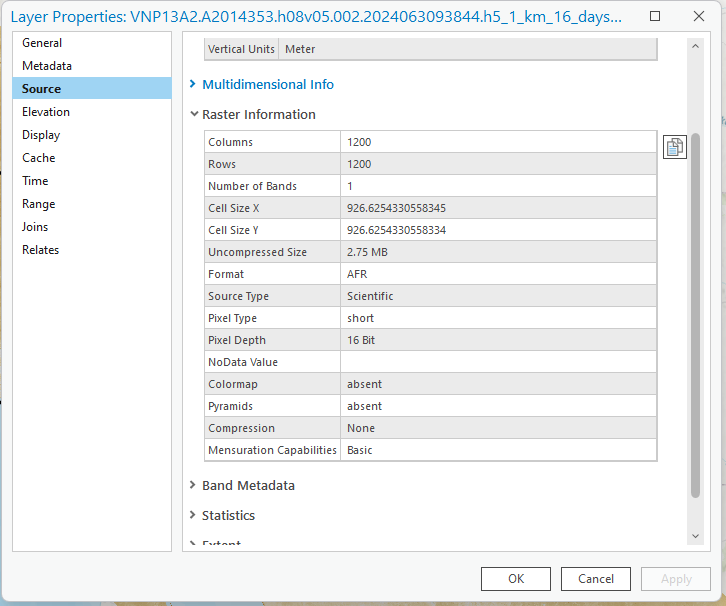 Layer Properties: VNP13A2.A2014353.h08v05.002.2024063093844.h5_1_km_16_days...
General
Metadata
Source
Elevation
Display
Cache
Time
Range
Joins
Relates
Vertical Units Meter
Multidimensional Info
Raster Information
Columns 1200
Rows 1200
Number of Bands 1
Cell Size X 926.6254330558345
Cell Size Y 926.6254330558334
Uncompressed Size 2.75 MB
Format AFR
Source Type Scientific
Pixel Type short
Pixel Depth 16 Bit
NoData Value
Colormap absent
Pyramids absent
Compression None
Mensuration Capabilities Basic
Band Metadata
Statistics
Extent
OK Cancel Apply